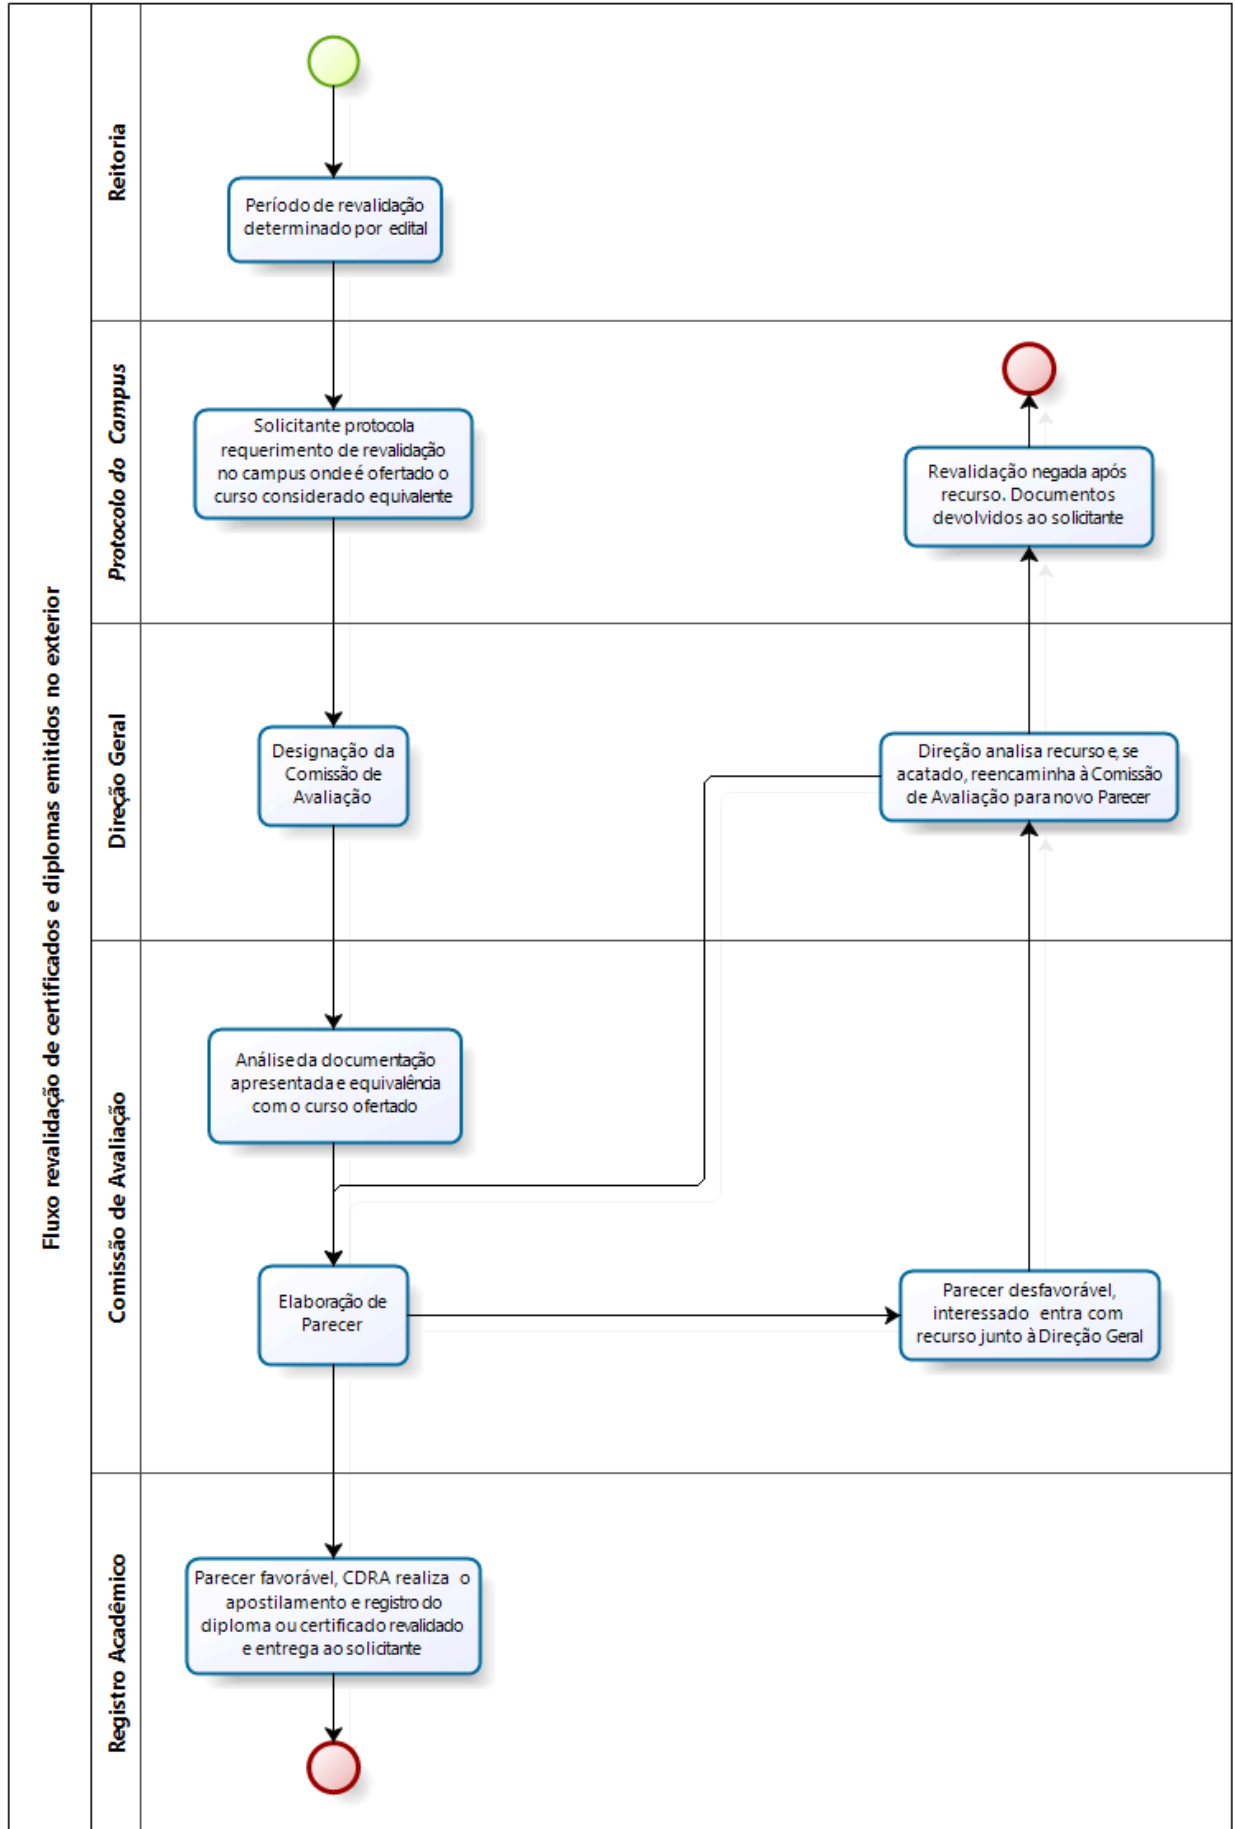 Fluxo revalidação de certificados e diplomas emitidos no exterior
Reitoria
Período de revalidação
determinado por edital
Protocolo do Campus
Solicitante protocola
requerimento de revalidação
no campus onde é ofertado o
curso considerado equivalente
Revalidação negada após
recurso. Documentos
devolvidos ao solicitante
Direção Geral
Designação da
Comissão de
Avaliação
Direção analisa recurso e, se
acatado, reencaminha à Comissão
de Avaliação para novo Parecer
Comissão de Avaliação
Análise da documentação
apresentada e equivalência
com o curso ofertado
Elaboração de
Parecer
Parecer desfavorável,
interessado entra com
recurso junto à Direção Geral
Registro Acadêmico
Parecer favorável, CDRA realiza o
apostilamento e registro do
diploma ou certificado revalidado
e entrega ao solicitante